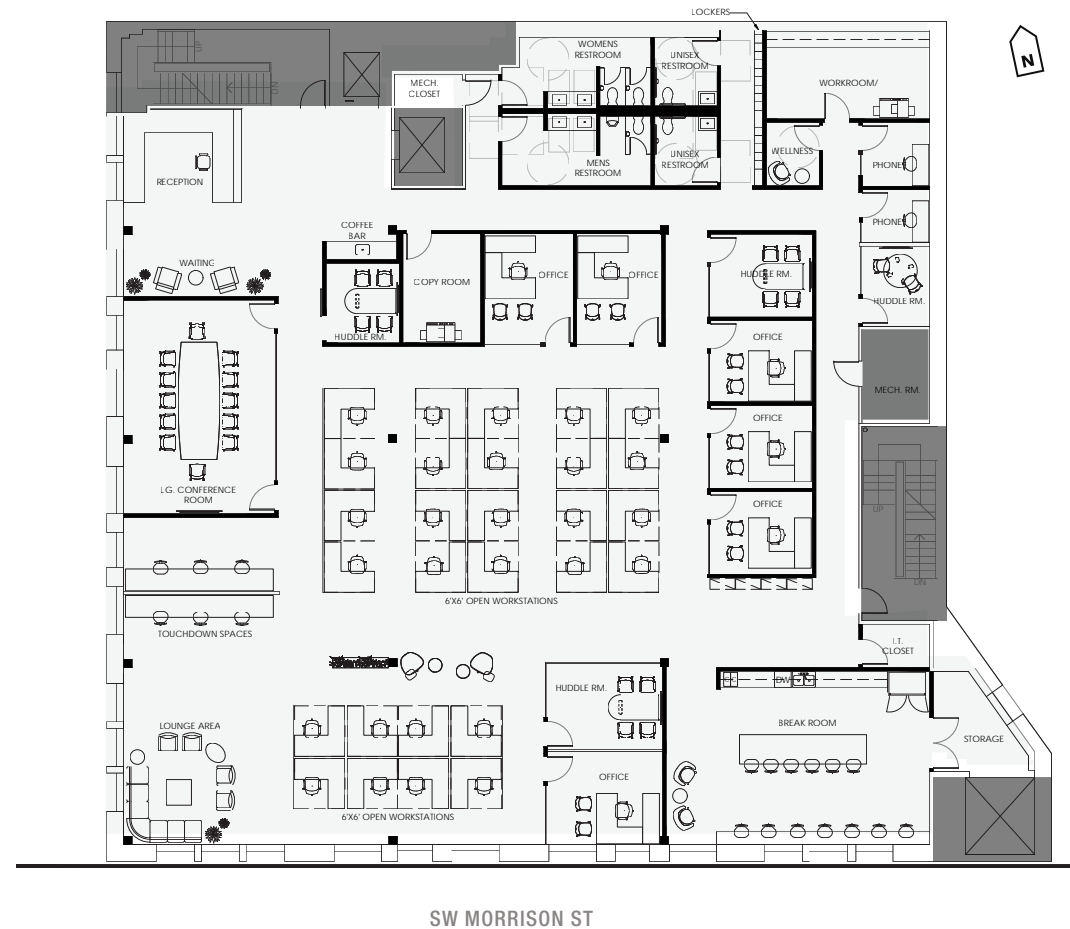 LOCKERS
N
WOMENS
RESTROOM
UNISEX
RESTROOM
UP
DN
MECH.
CLOSET
WORKROOM/
WELLNESS
PHONE
MENS
RESTROOM
UNISEX
RESTROOM
RECEPTION
PHONE
COFFEE
BAR
WAITING
COPY ROOM
OFFICE
OFFICE
HUDDLE RM.
HUDDLE RM.
HUDDLE RM.
OFFICE
MECH. RM.
OFFICE
LG. CONFERENCE
ROOM
OFFICE
UP
DN
6'X6' OPEN WORKSTATIONS
TOUCHDOWN SPACES
I.T.
CLOSET
HUDDLE RM.
DW
BREAK ROOM
LOUNGE AREA
STORAGE
OFFICE
6'X6' OPEN WORKSTATIONS
SW MORRISON ST